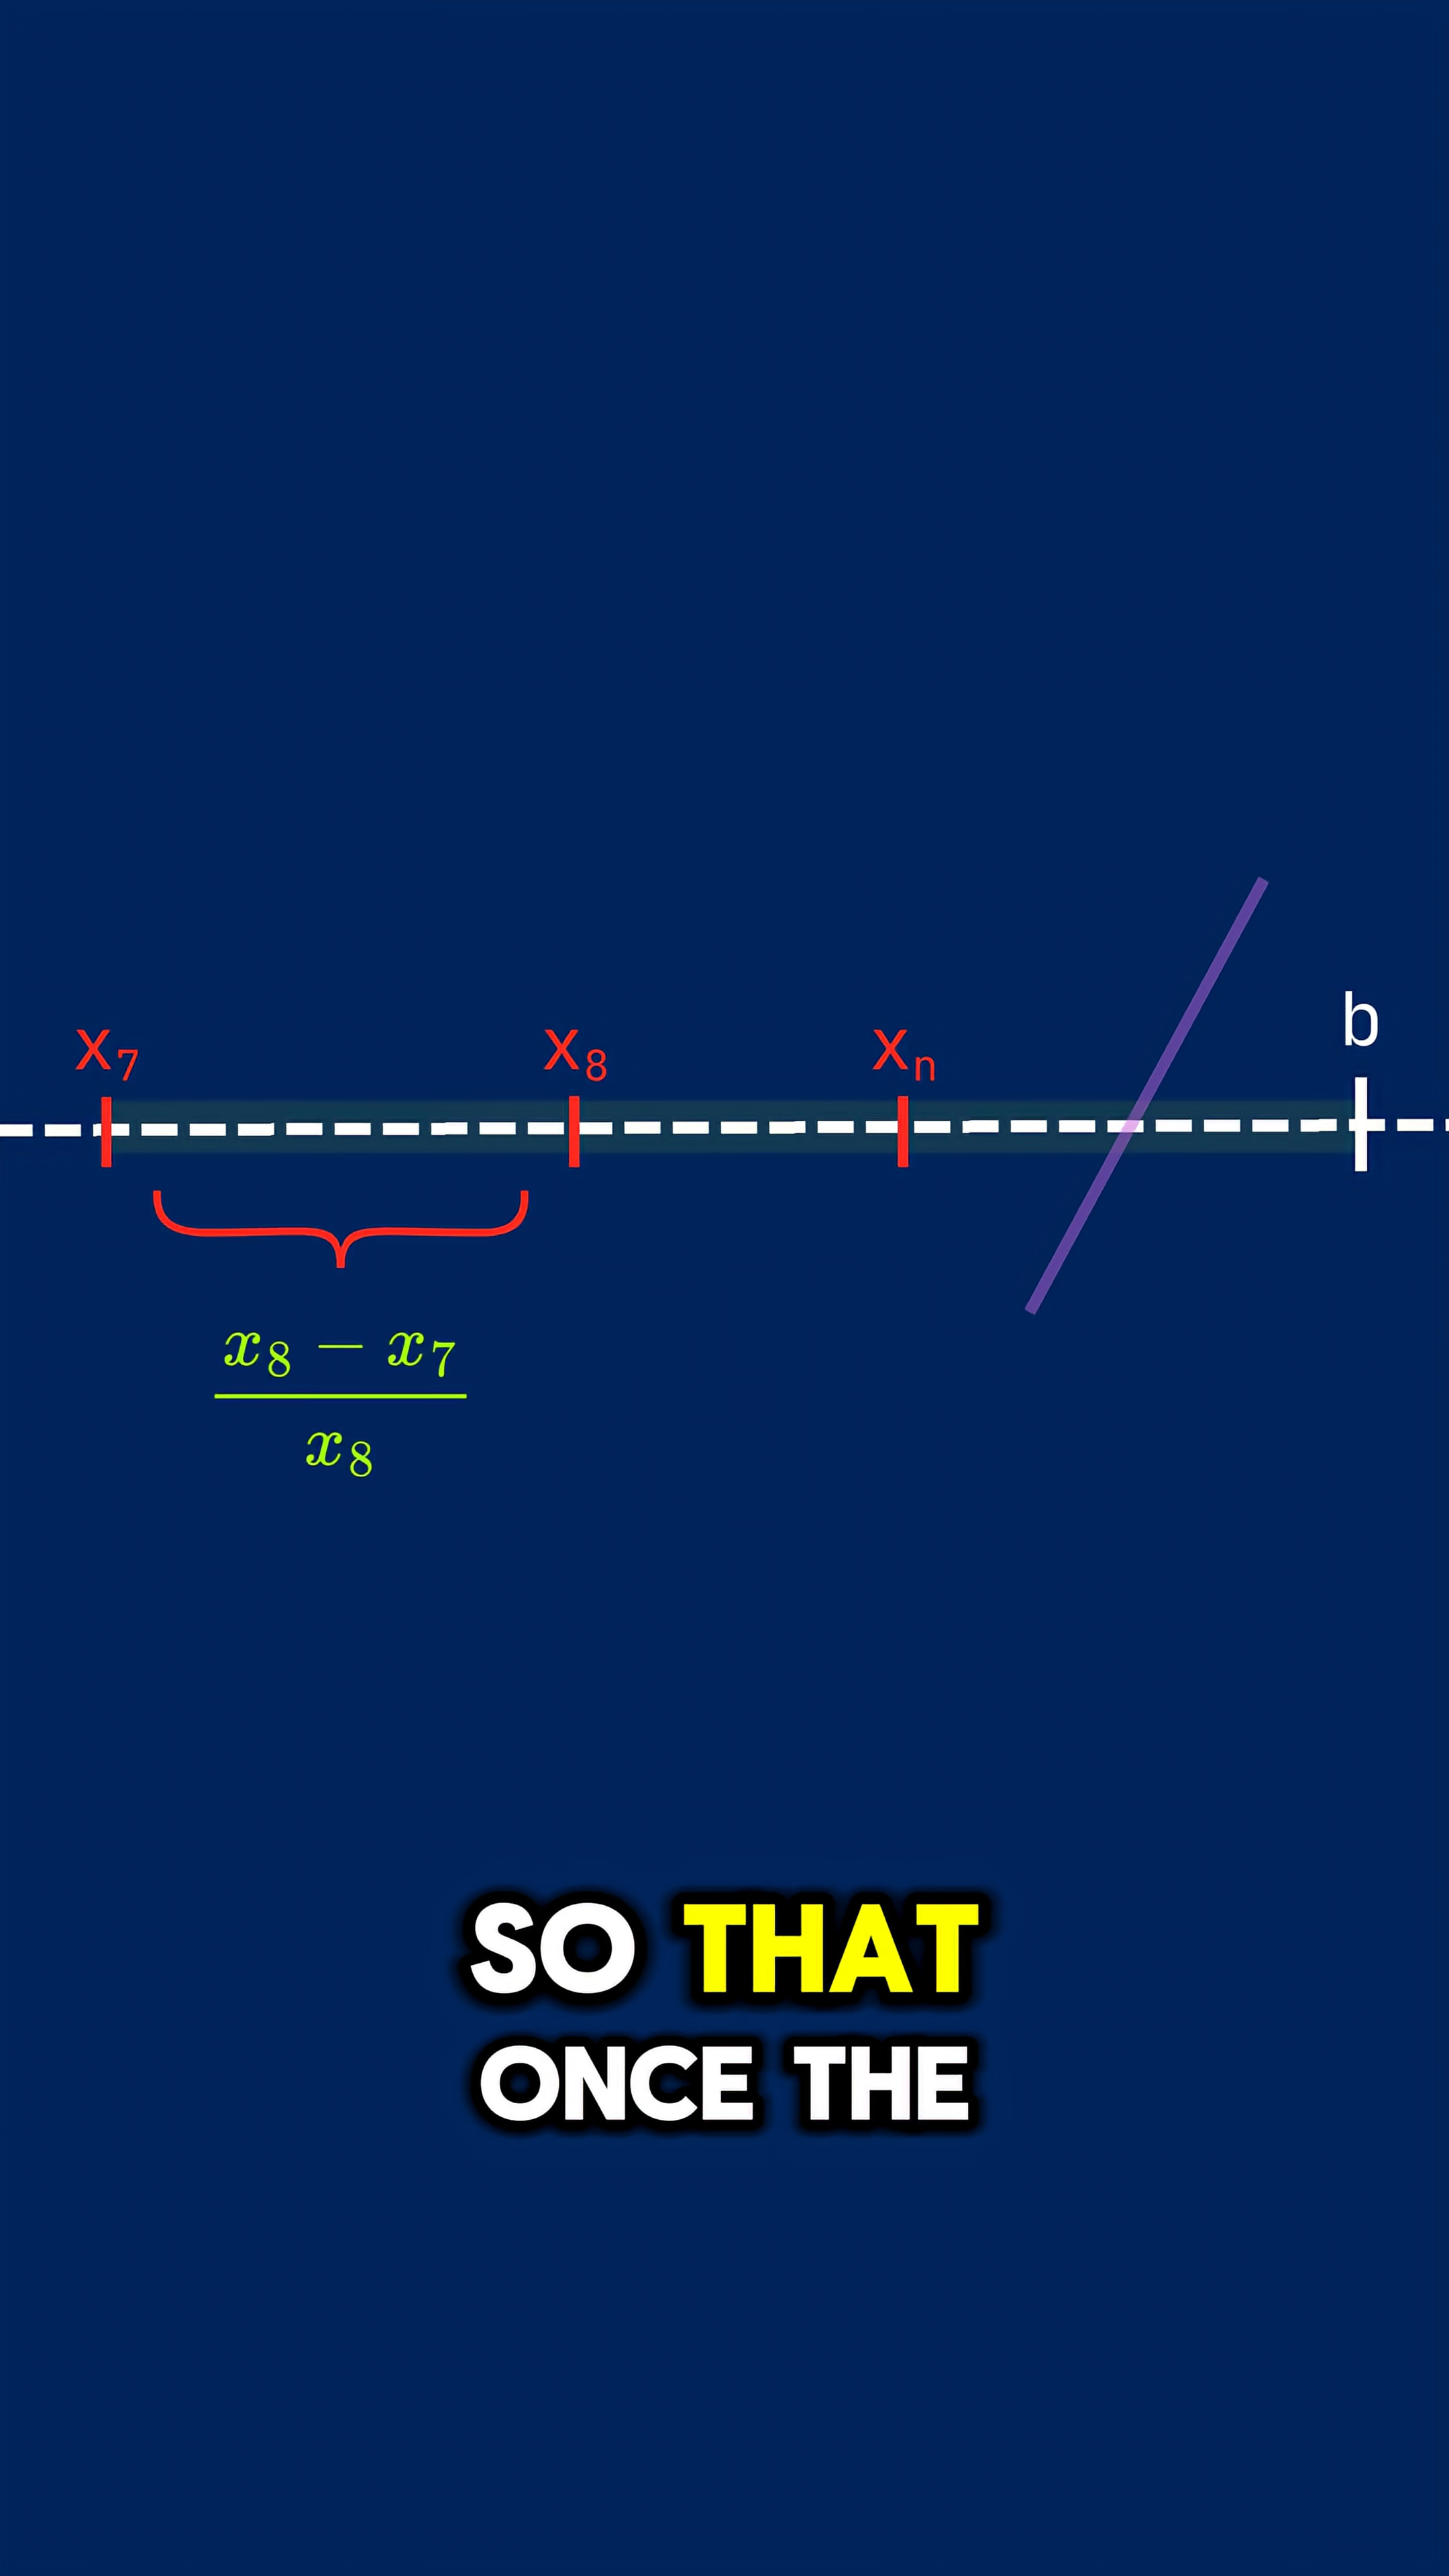 b
x₇ x₈ xₙ
x₈ − x₇
x₈
SO THAT
ONCE THE